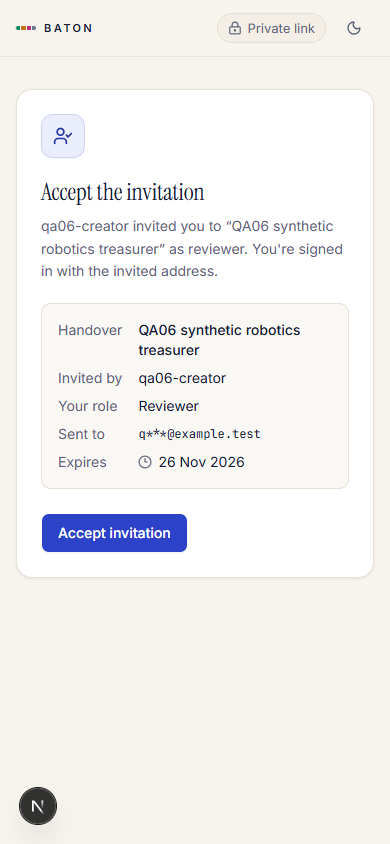 BATON
Private link
Accept the invitation
qa06-creator invited you to “QA06 synthetic
robotics treasurer” as reviewer. You're signed
in with the invited address.
Handover QA06 synthetic robotics
treasurer
Invited by qa06-creator
Your role Reviewer
Sent to q***@example.test
Expires 26 Nov 2026
Accept invitation
N